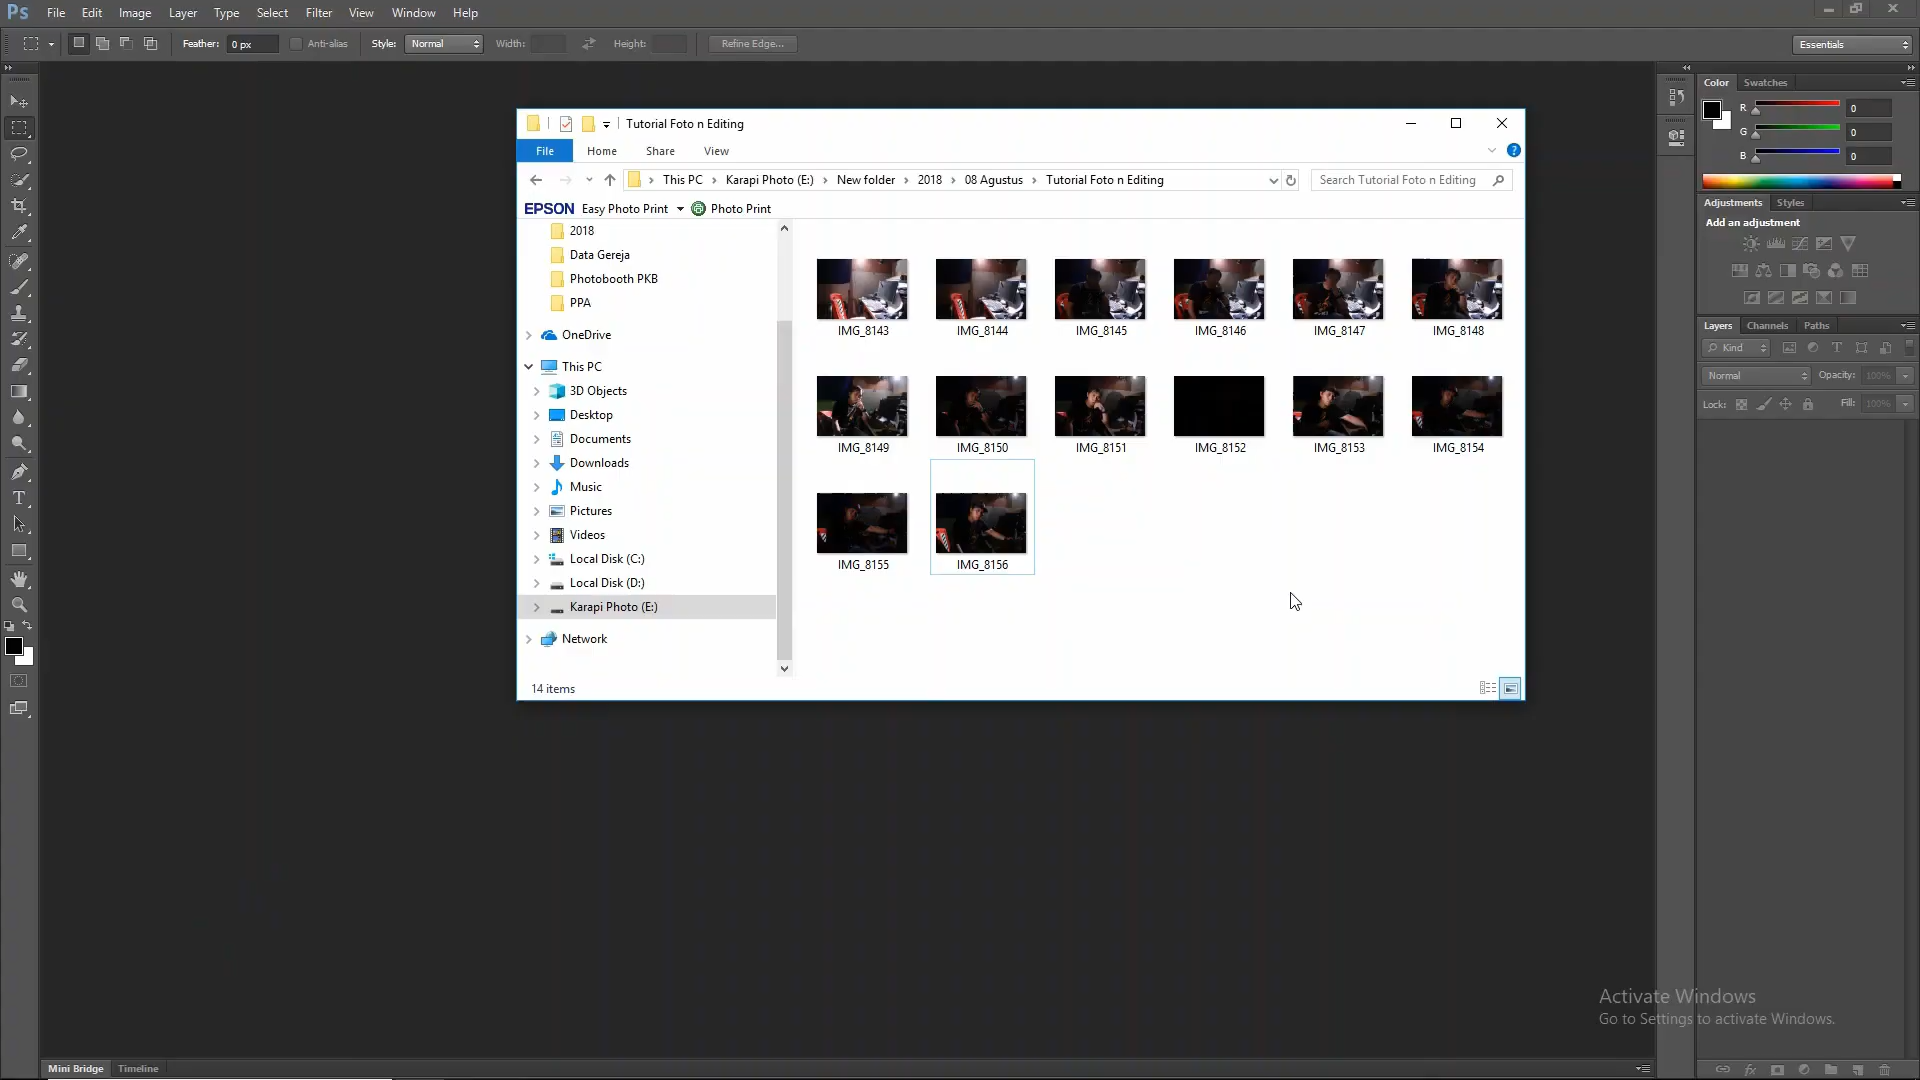 Ps File Edit Image Layer Type Select Filter View Window Help
Feather: 0 px Anti-alias Style: Normal Width: Height: Refine Edge... Essentials
Tutorial Foto n Editing
File Home Share View
This PC Karapi Photo (E:) New folder 2018 08 Agustus Tutorial Foto n Editing Search Tutorial Foto n Editing
EPSON Easy Photo Print Photo Print
2018
Data Gereja
Photobooth PKB
PPA
OneDrive
This PC
3D Objects
Desktop
Documents
Downloads
Music
Pictures
Videos
Local Disk (C:)
Local Disk (D:)
Karapi Photo (E:)
Network
IMG_8143 IMG_8144 IMG_8145 IMG_8146 IMG_8147 IMG_8148
IMG_8149 IMG_8150 IMG_8151 IMG_8152 IMG_8153 IMG_8154
IMG_8155 IMG_8156
14 items
Color Swatches
R 0
G 0
B 0
Adjustments Styles
Add an adjustment
Layers Channels Paths
Kind
Normal Opacity: 100%
Lock: Fill: 100%
Activate Windows
Go to Settings to activate Windows.
Mini Bridge Timeline